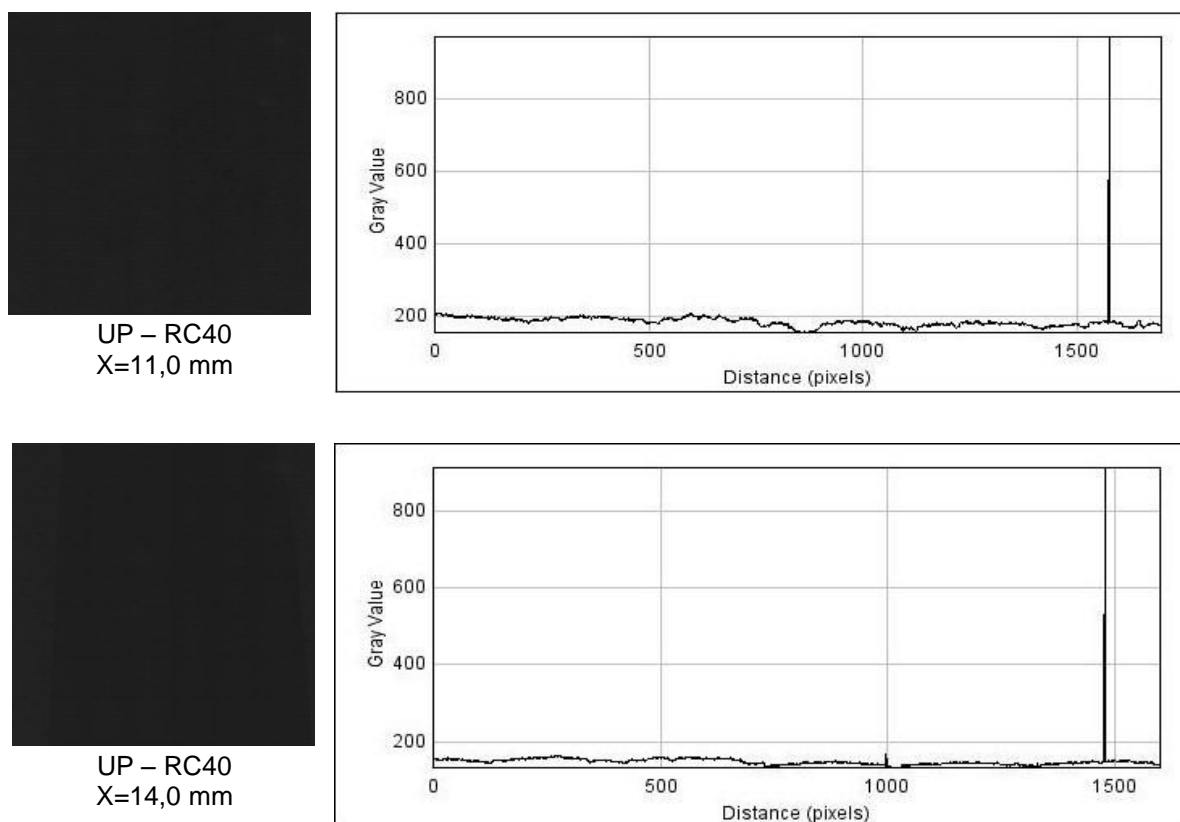 800
600
400
200
Gray Value
0 500 1000 1500
Distance (pixels)
UP – RC40
X=11,0 mm
800
600
400
200
Gray Value
0 500 1000 1500
Distance (pixels)
UP – RC40
X=14,0 mm